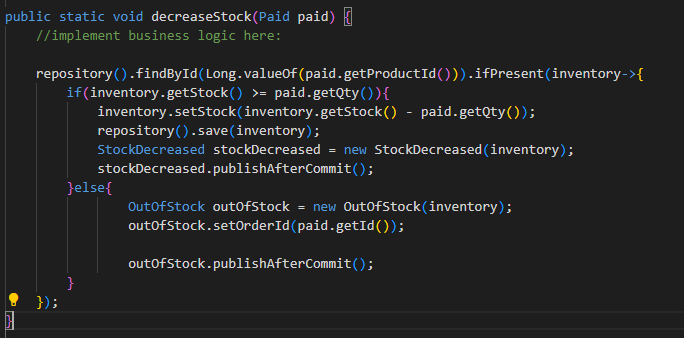 public static void decreaseStock(Paid paid) {
//implement business logic here:
repository().findById(Long.valueOf(paid.getProductId())).ifPresent(inventory->{
if(inventory.getStock() >= paid.getQty()){
inventory.setStock(inventory.getStock() - paid.getQty());
repository().save(inventory);
StockDecreased stockDecreased = new StockDecreased(inventory);
stockDecreased.publishAfterCommit();
}else{
OutOfStock outOfStock = new OutOfStock(inventory);
outOfStock.setOrderId(paid.getId());
outOfStock.publishAfterCommit();
}
});
}